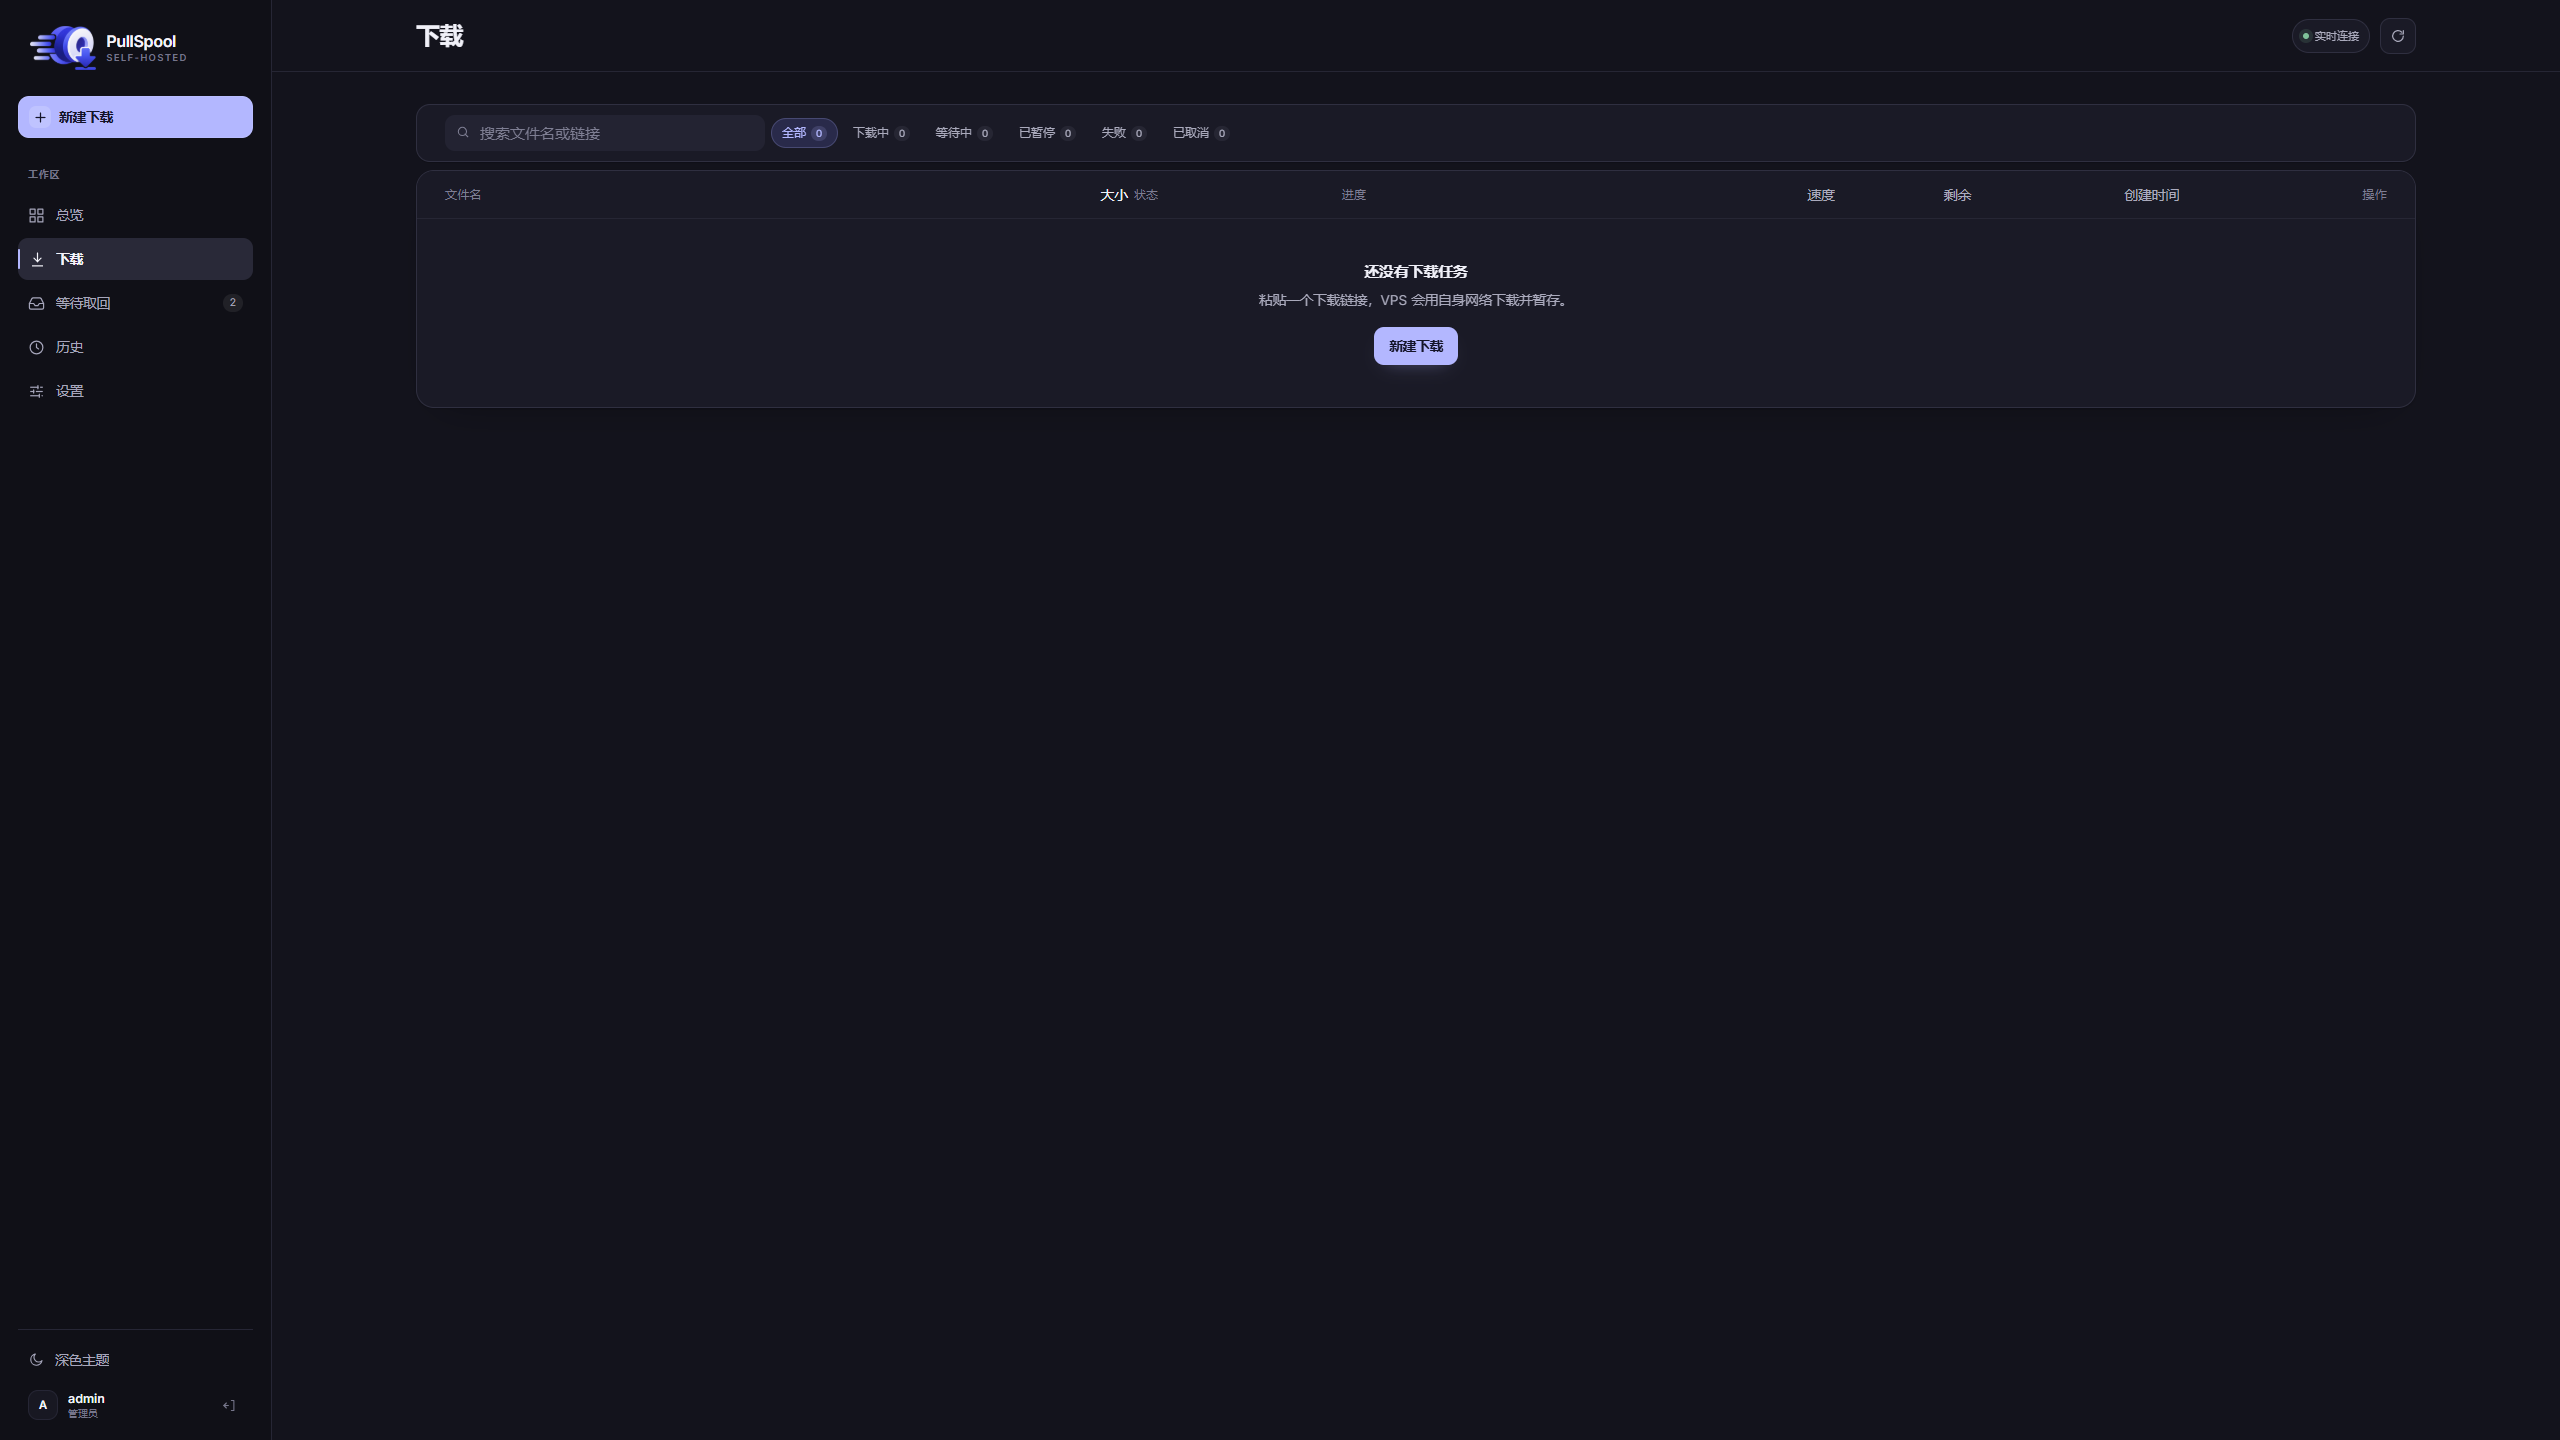 PullSpool
SELF-HOSTED
新建下载
工作区
总览
下载
等待取回 2
历史
设置
深色主题
A
admin
管理员
下载
实时连接
搜索文件名或链接 全部 0 下载中 0 等待中 0 已暂停 0 失败 0 已取消 0
文件名 大小 状态 进度 速度 剩余 创建时间 操作
还没有下载任务
粘贴一个下载链接，VPS 会用自身网络下载并暂存。
新建下载